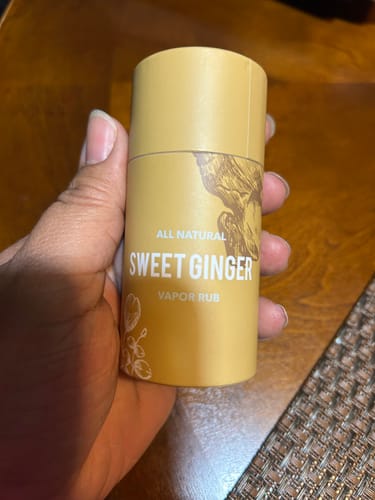 ALL NATURAL
SWEET GINGER
VAPOR RUB